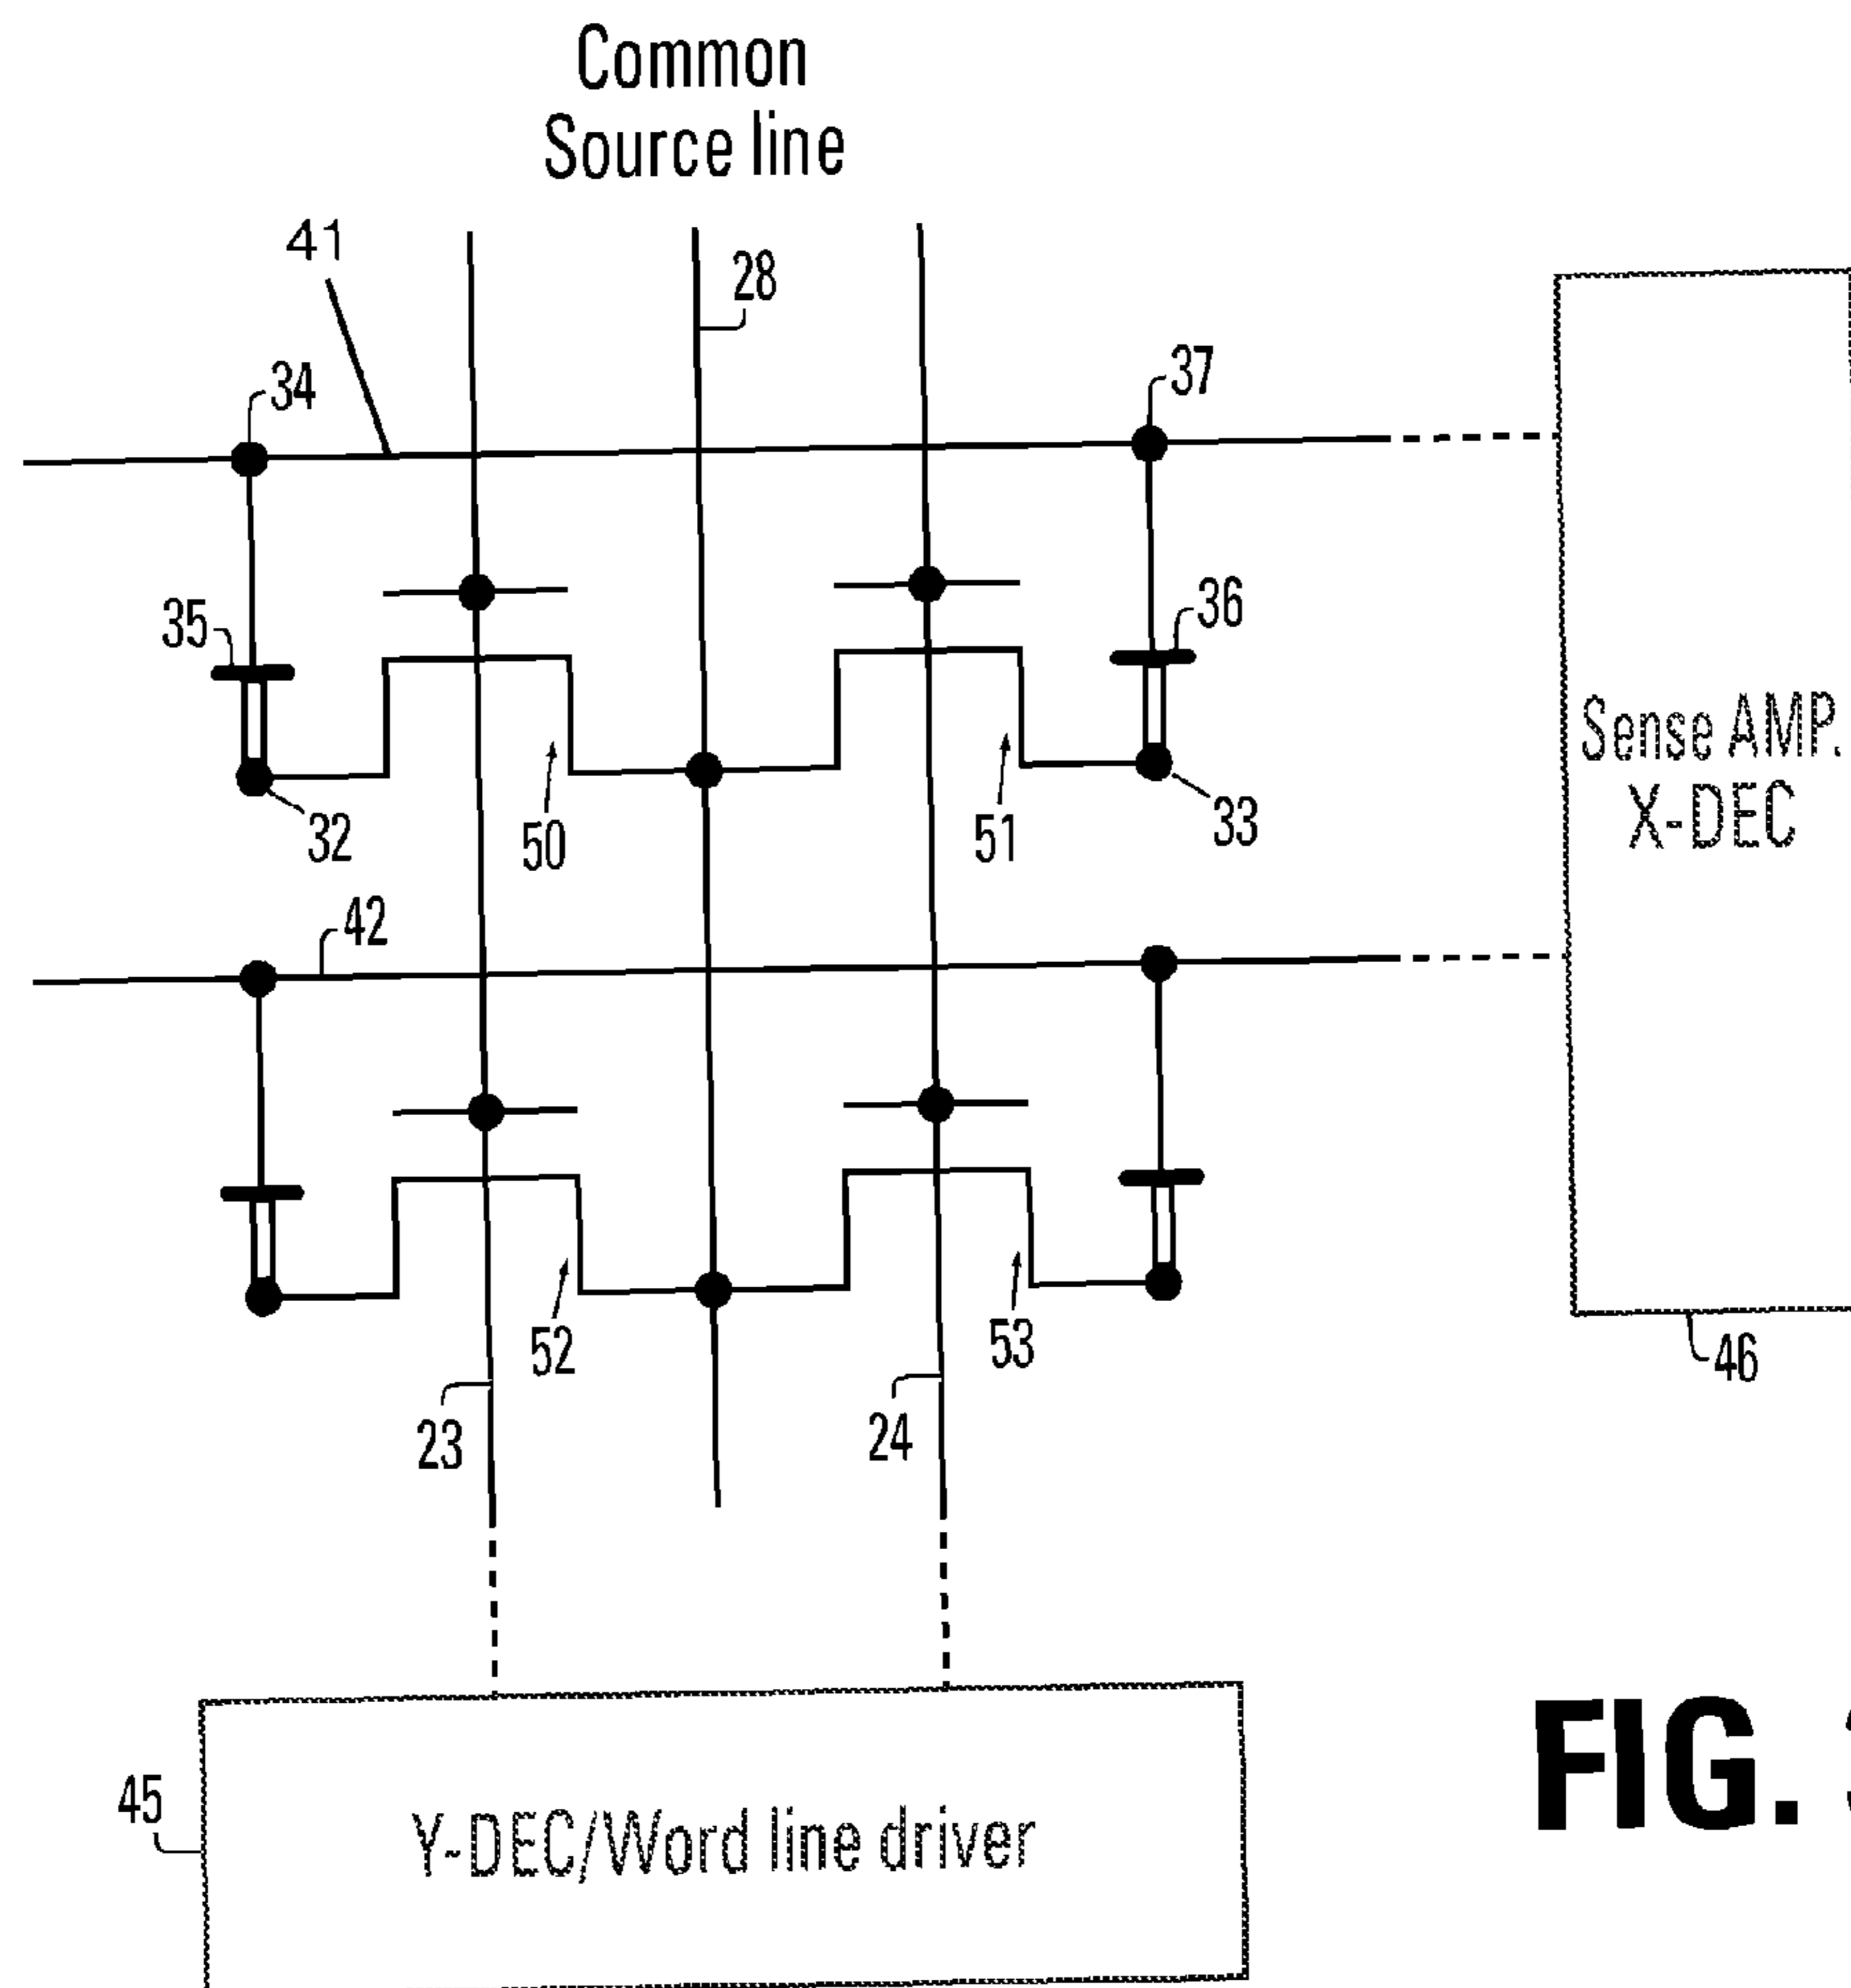 Common
Source line
41
28
34
37
35
36
32
50
51
33
Sense AMP.
X-DEC
42
52
53
46
23
24
45
Y-DEC/Word line driver
FIG.